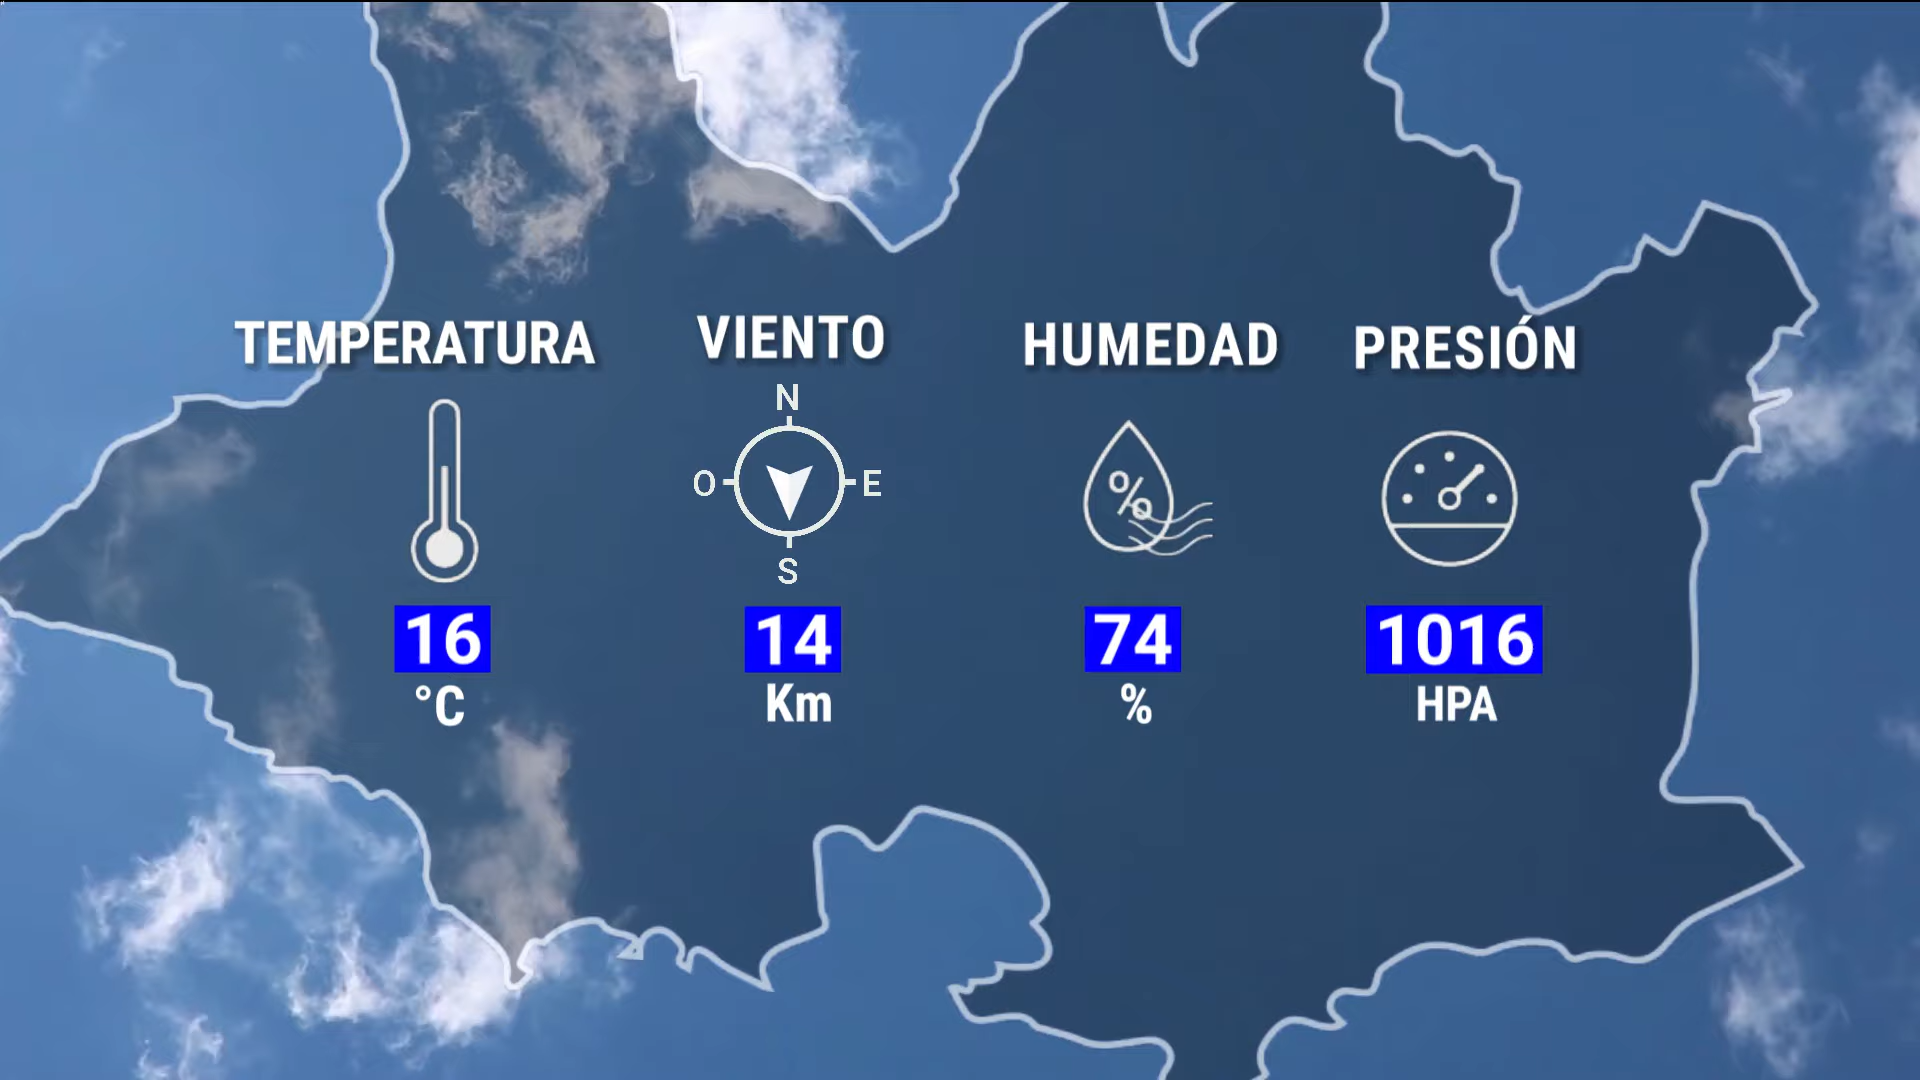 TEMPERATURA
VIENTO
HUMEDAD
PRESIÓN
N
O
E
S
%
16
14
74
1016
°C
Km
%
HPA